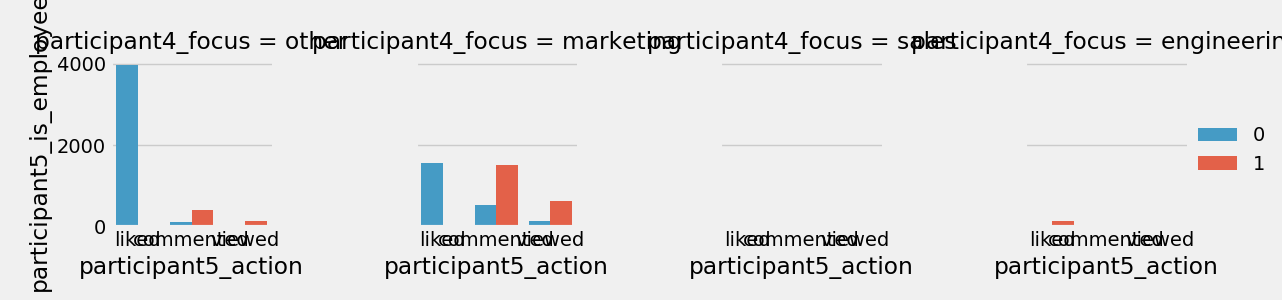 participant4_focus = other
participant4_focus = marketing
participant4_focus = sales
participant4_focus = engineerin
participant5_is_employee
4000
2000
0
liked
commented
viewed
liked
commented
viewed
liked
commented
viewed
liked
commented
viewed
participant5_action
participant5_action
participant5_action
participant5_action
0
1